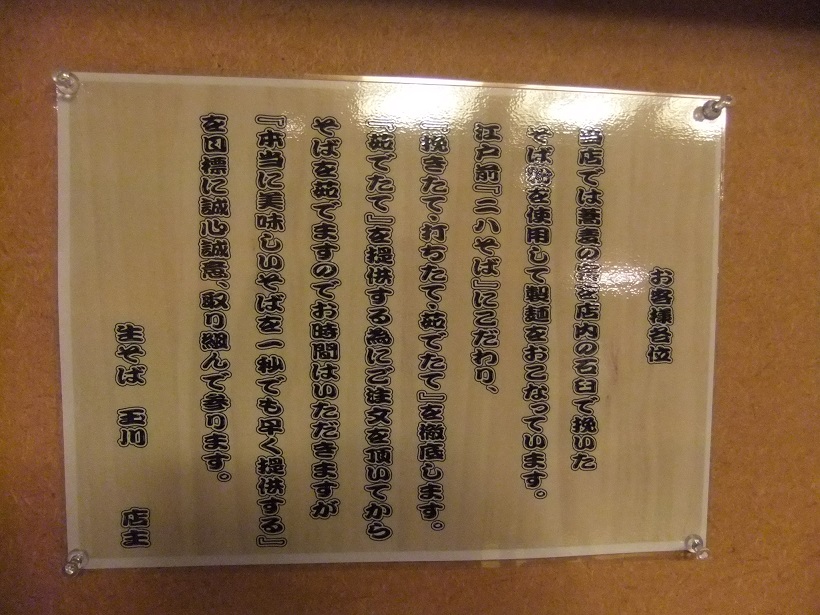 お客様各位
当店では蕎麦の実を店内の石臼で挽いた
そば粉を使用して製麺をおこなっています。
江戸前『二八そば』にこだわり、
『挽きたて・打ちたて・茹でたて』を徹底します。
『茹でたて』を提供する為にご注文を頂いてから
そばを茹でますのでお時間はいただきますが
『本当に美味しいそばを一秒でも早く提供する』
を目標に誠心誠意、取り組んで参ります。
生そば 玉川 店主